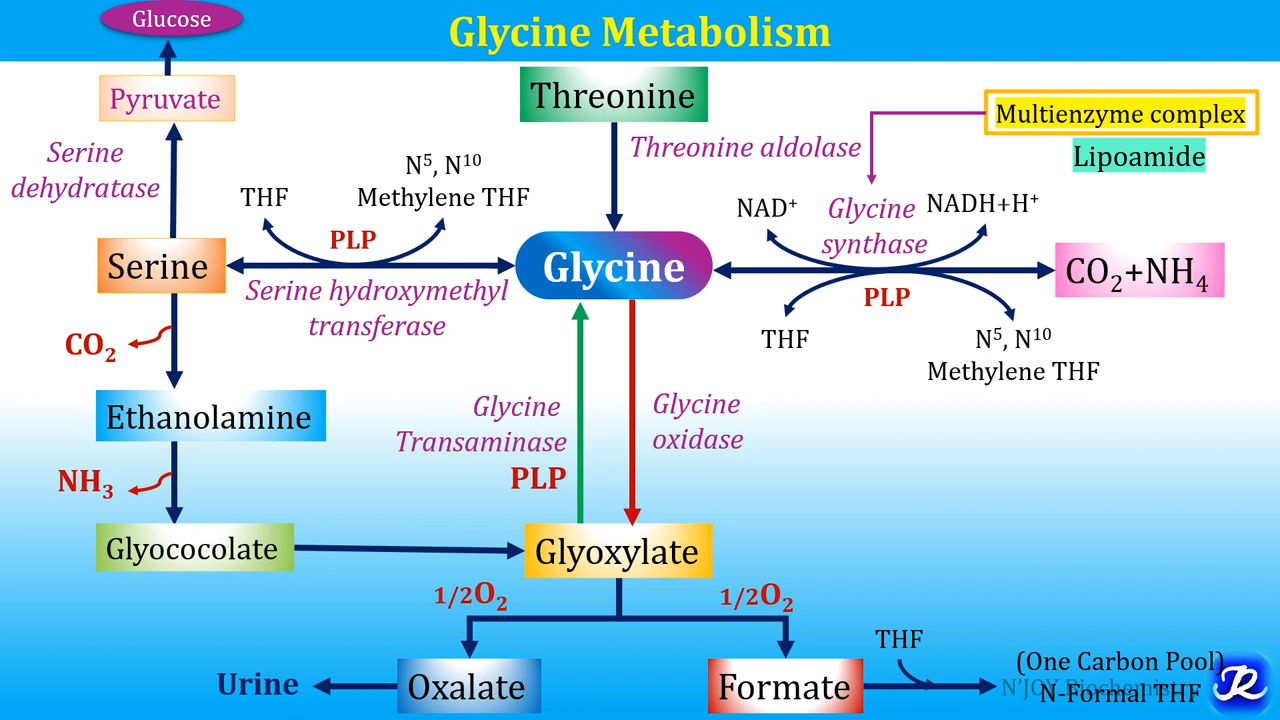 Glucose
Glycine Metabolism
Pyruvate
Threonine
Multienzyme complex
Lipoamide
Serine
dehydratase
Threonine aldolase
THF
N⁵, N¹⁰
Methylene THF
PLP
NAD⁺
Glycine
synthase
NADH+H⁺
Serine
Glycine
CO₂+NH₄
Serine hydroxymethyl
transferase
PLP
THF
N⁵, N¹⁰
Methylene THF
CO₂
Ethanolamine
Glycine
Transaminase
PLP
Glycine
oxidase
NH₃
Glyococolate
Glyoxylate
1/2O₂
1/2O₂
Urine
Oxalate
Formate
THF
(One Carbon Pool)
N-Formal THF
N'JOY Biochemist